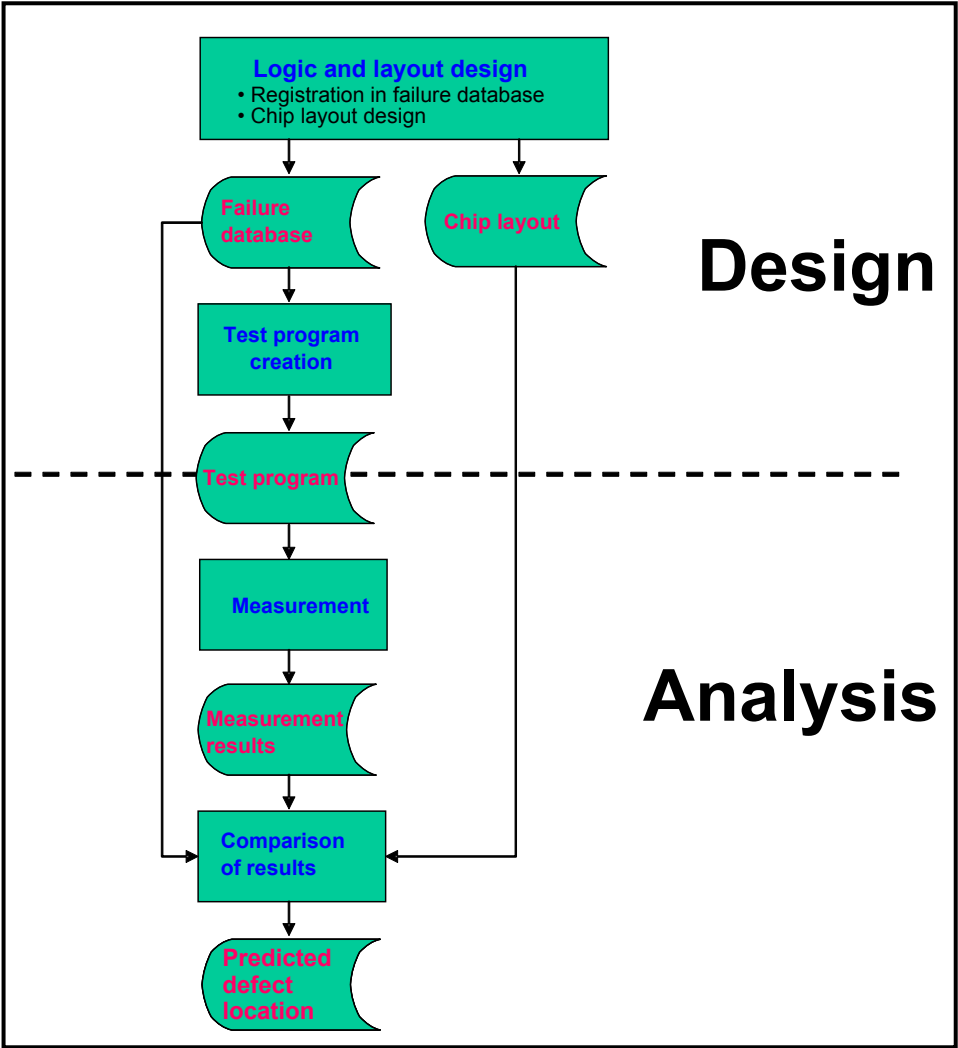 Logic and layout design
• Registration in failure database
• Chip layout design
Failure
database
Chip layout
Design
Test program
creation
Test program
Measurement
Analysis
Measurement
results
Comparison
of results
Predicted
defect
location